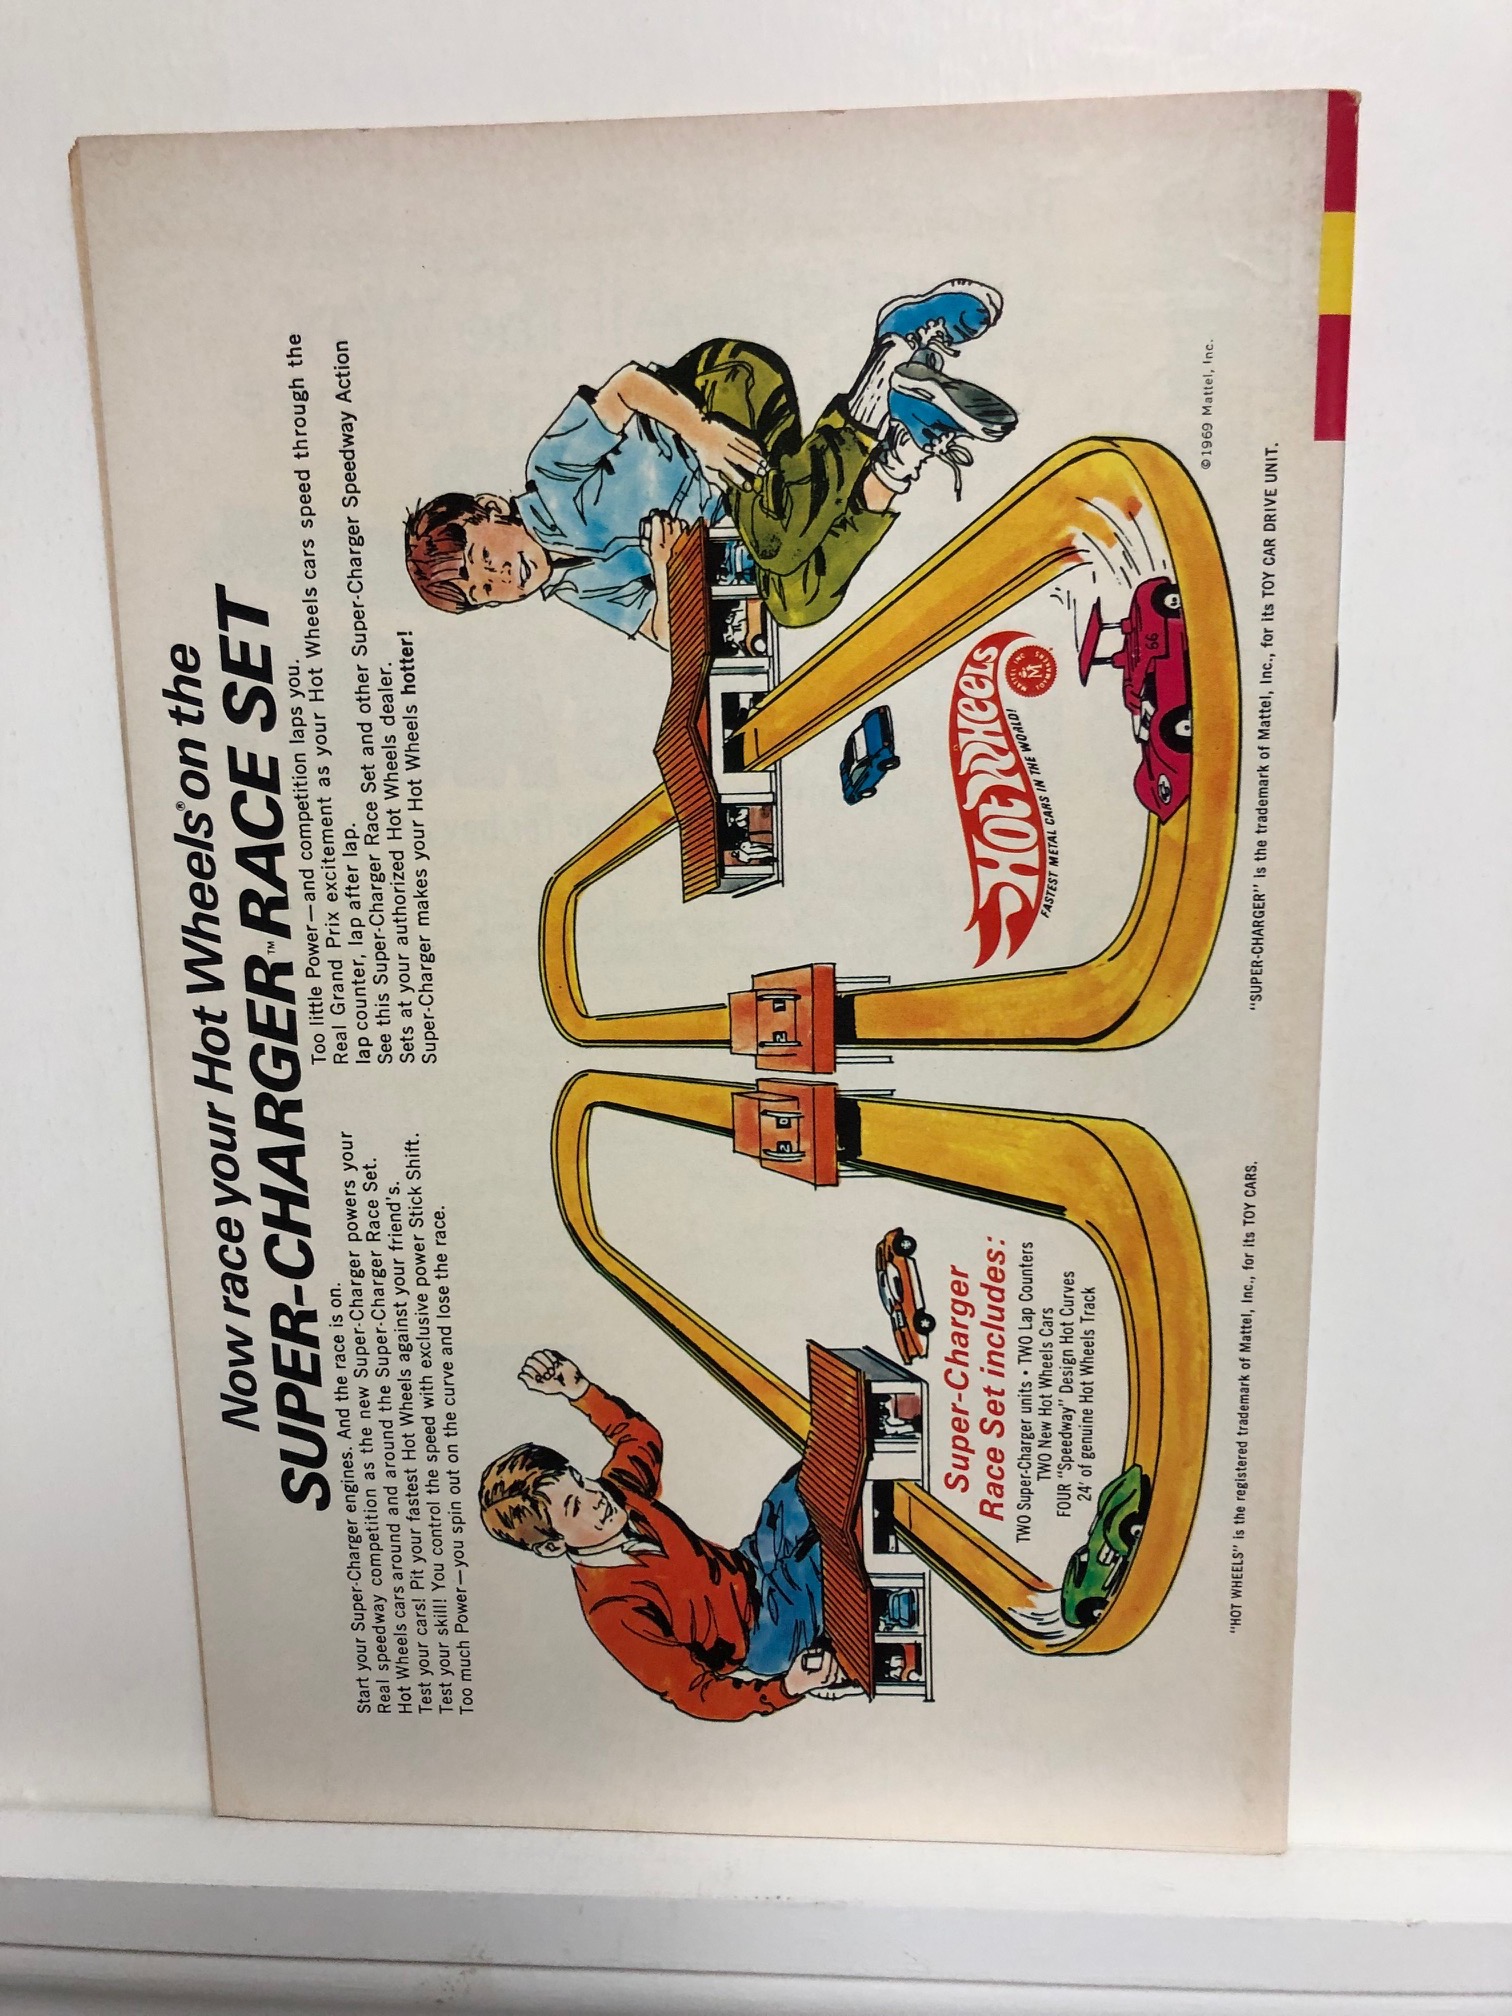 Now race your Hot Wheels® on the
SUPER-CHARGER™ RACE SET
Start your Super-Charger engines. And the race is on.
Real speedway competition as the new Super-Charger powers your
Hot Wheels cars around and around the Super-Charger Race Set.
Test your cars! Pit your fastest Hot Wheels against your friend's.
Test your skill! You control the speed with exclusive power Stick Shift.
Too much Power—you spin out on the curve and lose the race.
Too little Power—and competition laps you.
Real Grand Prix excitement as your Hot Wheels cars speed through the
lap counter, lap after lap.
See this Super-Charger Race Set and other Super-Charger Speedway Action
Sets at your authorized Hot Wheels dealer.
Super-Charger makes your Hot Wheels hotter!
2 0
2 1
Super-Charger
Race Set includes:
TWO Super-Charger units • TWO Lap Counters
TWO New Hot Wheels Cars
FOUR "Speedway" Design Hot Curves
24' of genuine Hot Wheels Track
HOT WHEELS
FASTEST METAL CARS IN THE WORLD!
MATTEL, INC.
M
TOYMAKERS
66
©1969 Mattel, Inc.
"HOT WHEELS" is the registered trademark of Mattel, Inc., for its TOY CARS.
"SUPER-CHARGER" is the trademark of Mattel, Inc., for its TOY CAR DRIVE UNIT.